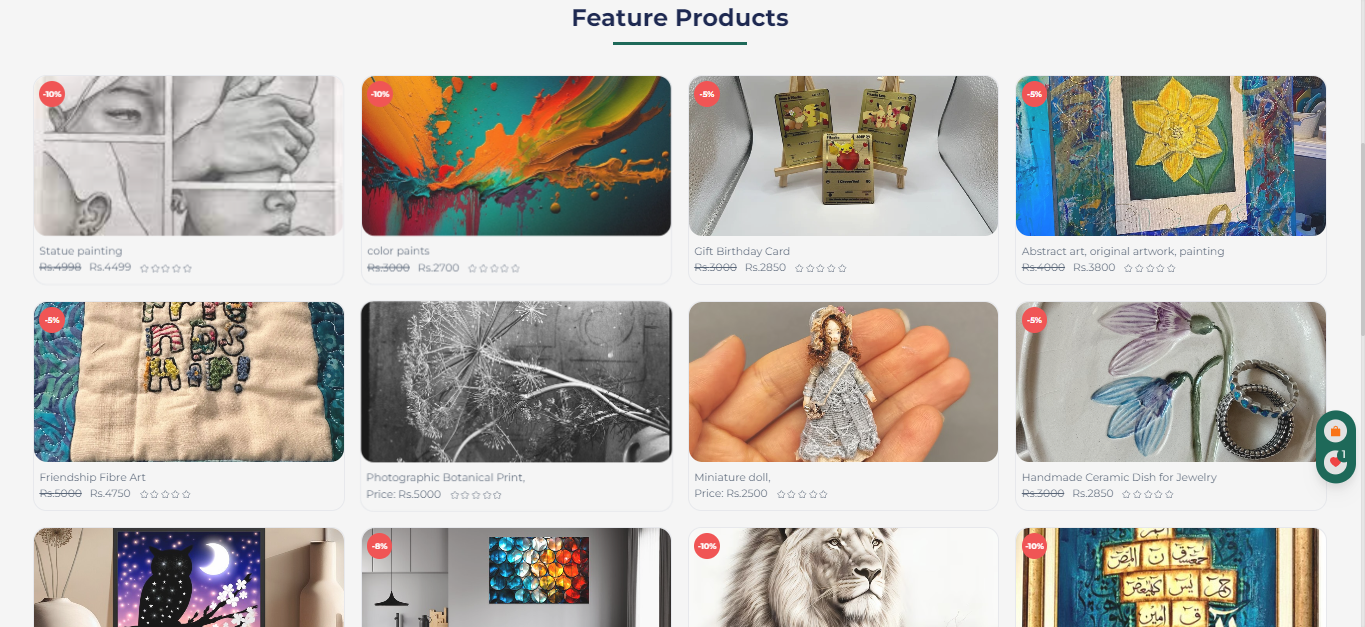 Feature Products
-10%
-10%
-5%
-5%
Statue painting
Rs.4998 Rs.4499
color paints
Rs.3000 Rs.2700
Gift Birthday Card
Rs.3000 Rs.2850
Abstract art, original artwork, painting
Rs.4000 Rs.3800
-5%
nds
HIP!
-5%
Friendship Fibre Art
Rs.5000 Rs.4750
Photographic Botanical Print,
Price: Rs.5000
Miniature doll,
Price: Rs.2500
Handmade Ceramic Dish for Jewelry
Rs.3000 Rs.2850
1
-8%
-10%
-10%